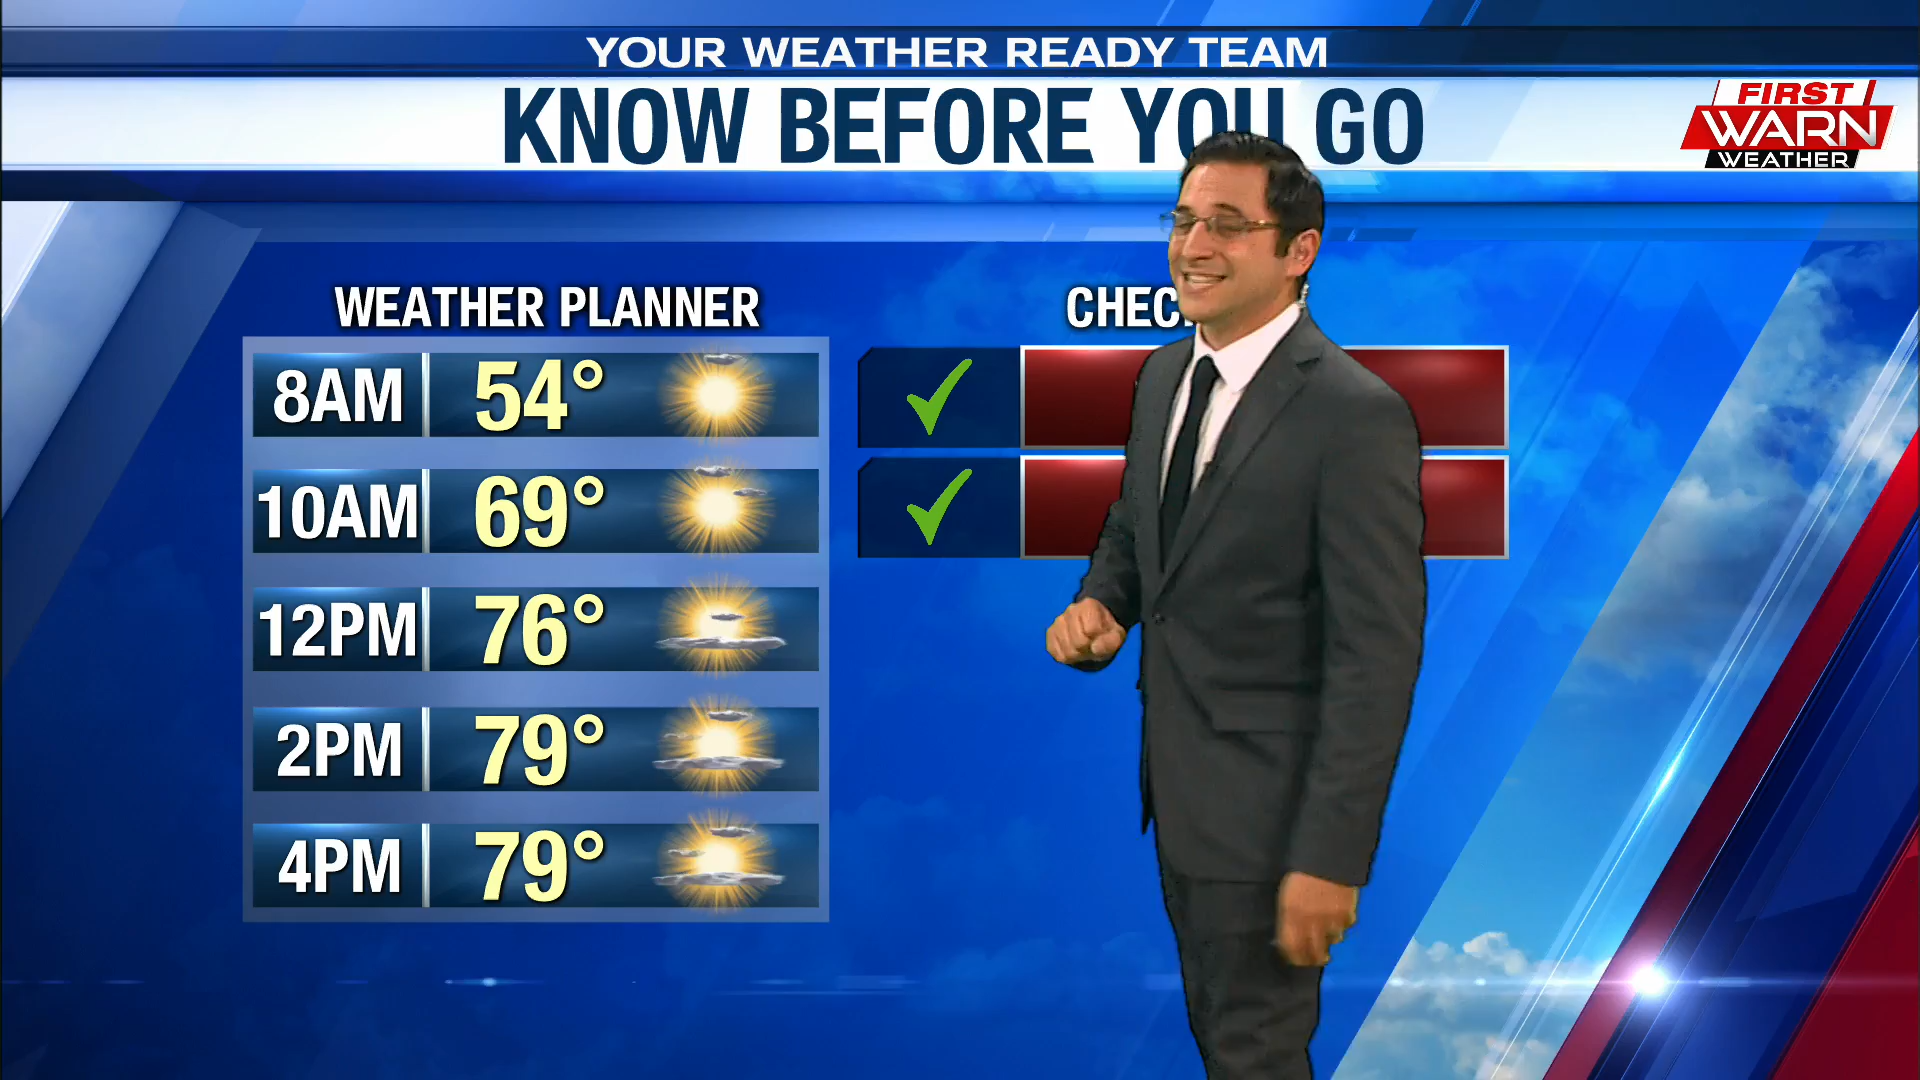 YOUR WEATHER READY TEAM
KNOW BEFORE YOU GO
FIRST
WARN
WEATHER
WEATHER PLANNER
8AM 54°
10AM 69°
12PM 76°
2PM 79°
4PM 79°